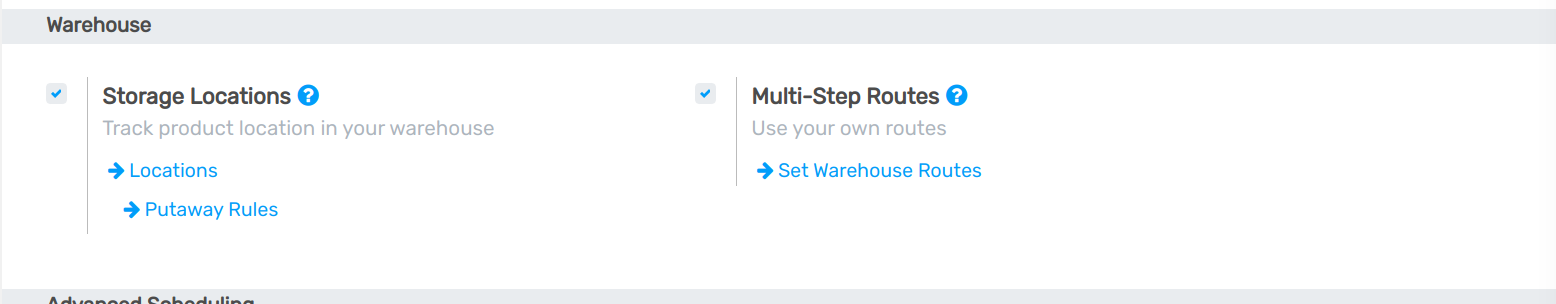 Warehouse
Storage Locations
Track product location in your warehouse
Locations
Putaway Rules
Multi-Step Routes
Use your own routes
Set Warehouse Routes
Advanced Scheduling